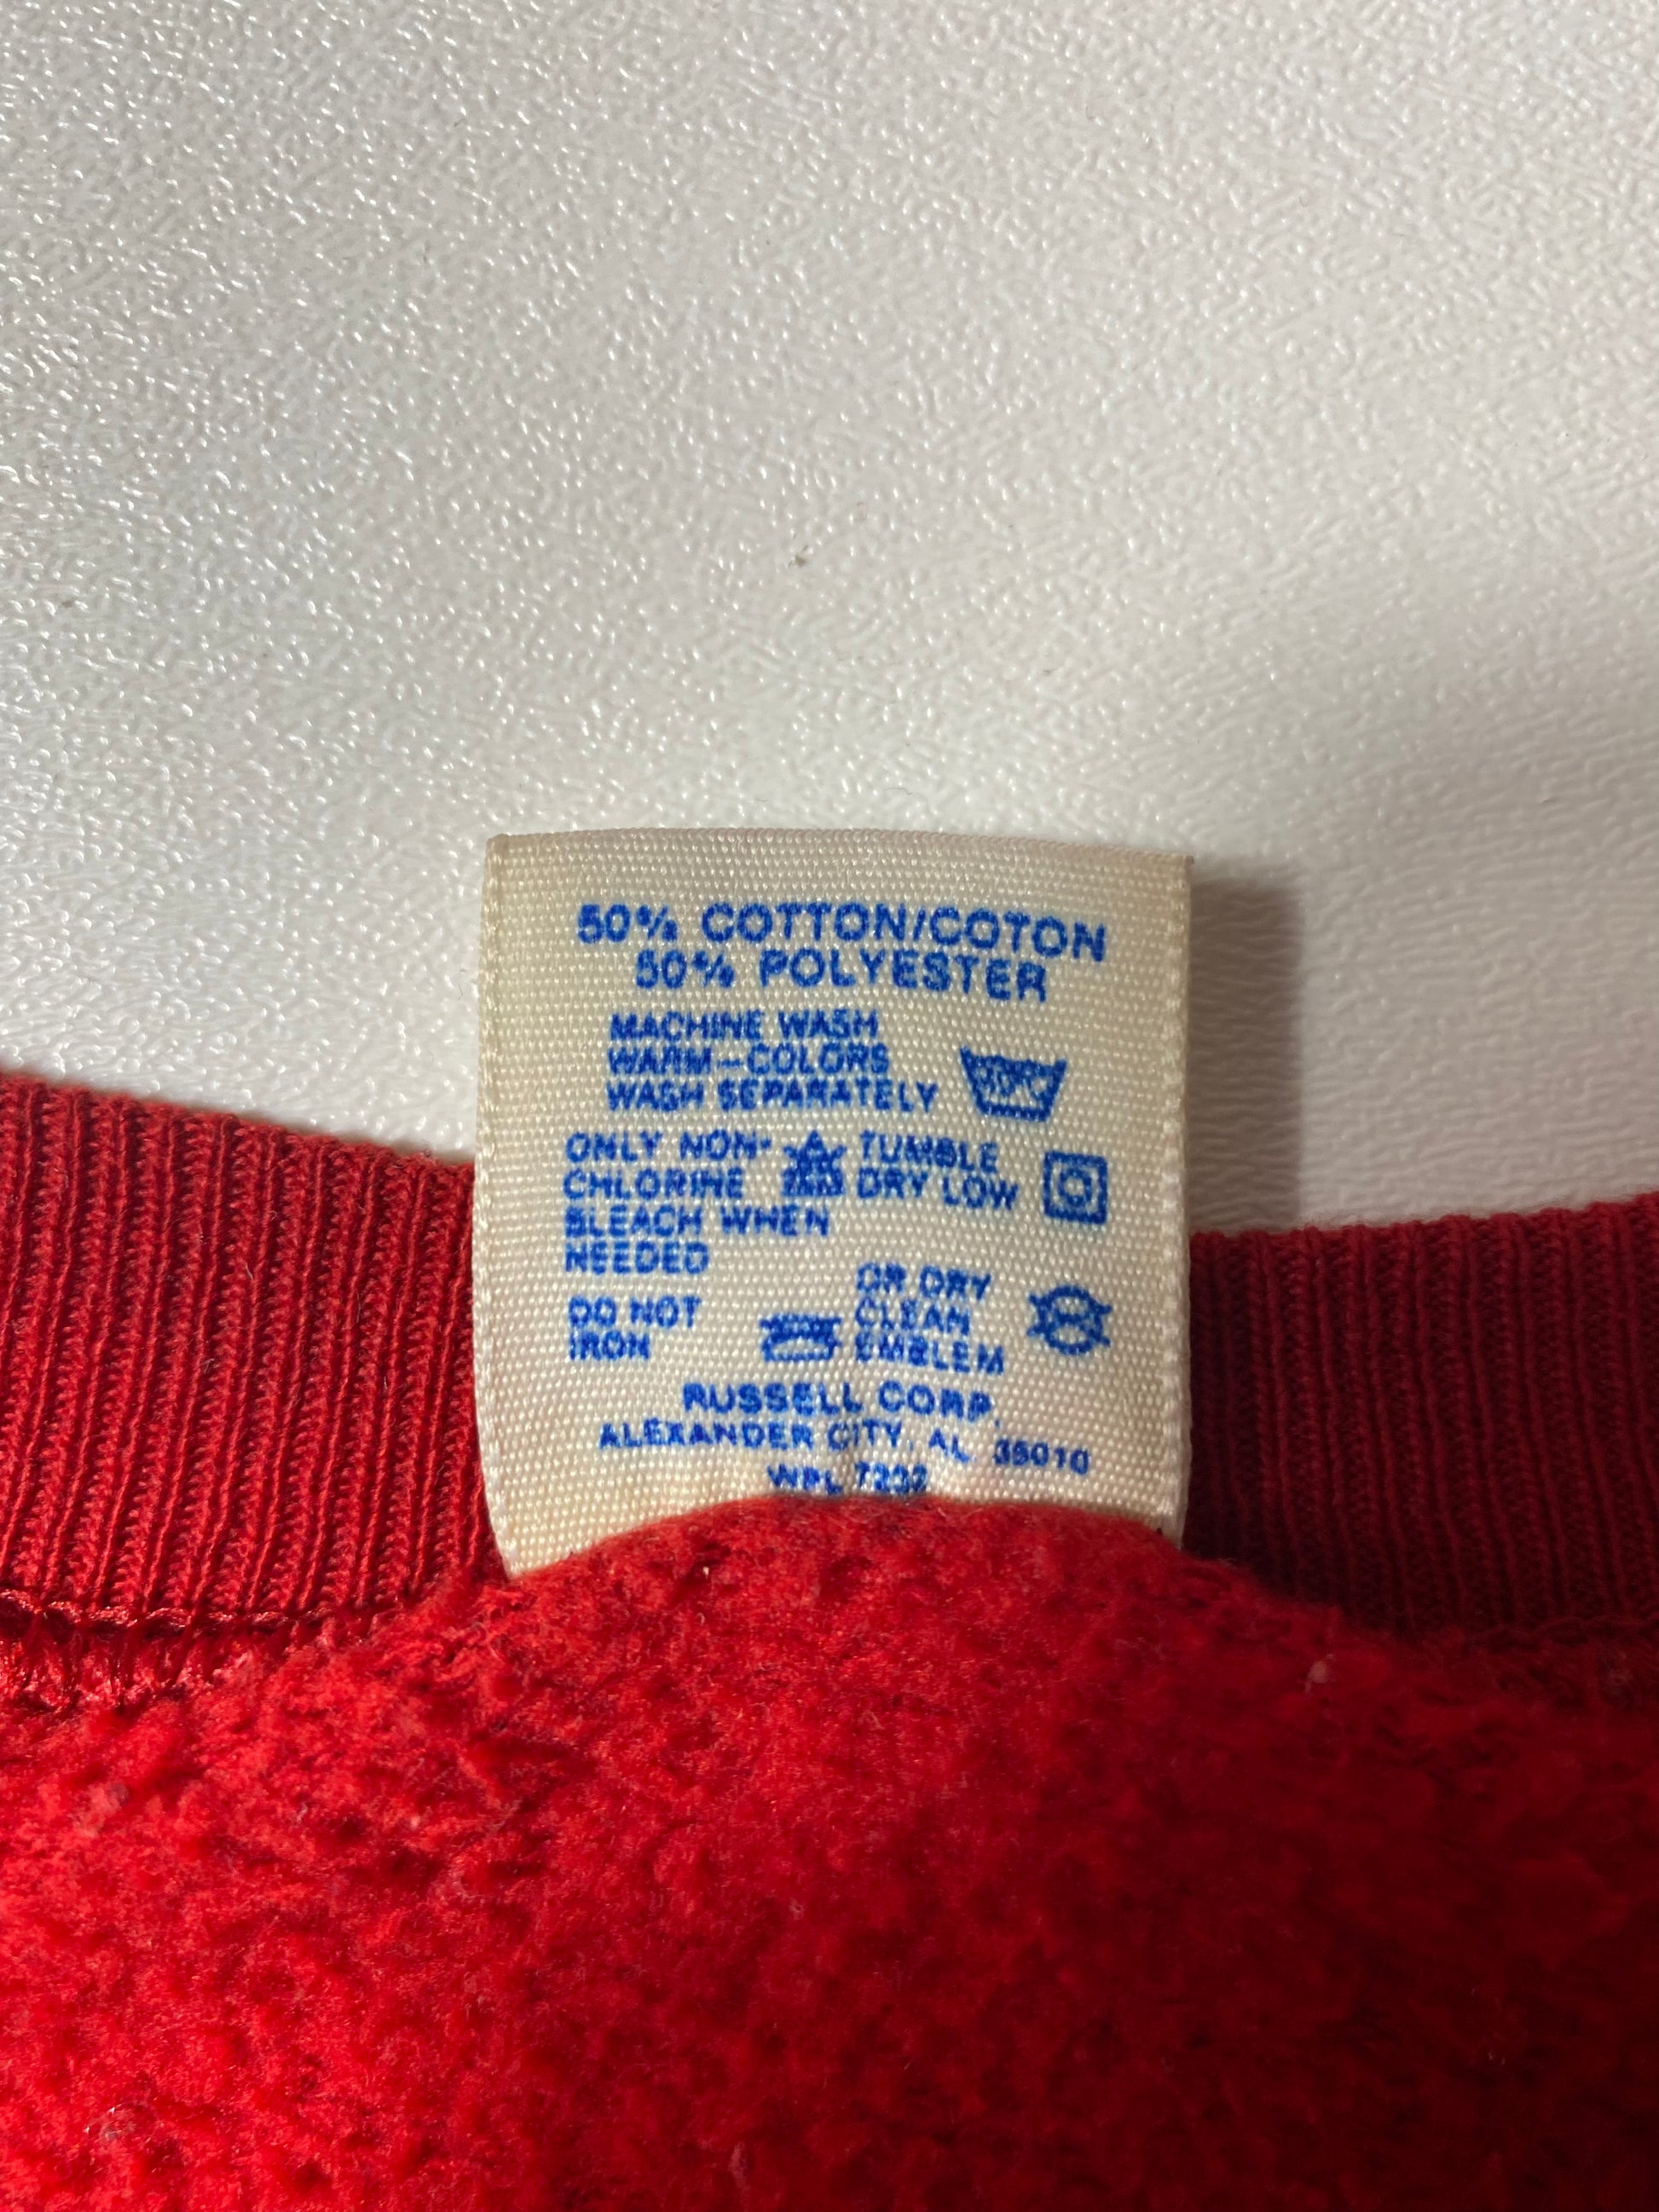 50% COTTON/COTON
50% POLYESTER
MACHINE WASH
WARM-COLORS
WASH SEPARATELY
ONLY NON-
CHLORINE
BLEACH WHEN
NEEDED
TUMBLE
DRY LOW
DO NOT
IRON
OR DRY
CLEAN
EMBLEM
RUSSELL CORP.
ALEXANDER CITY, AL 35010
WPL